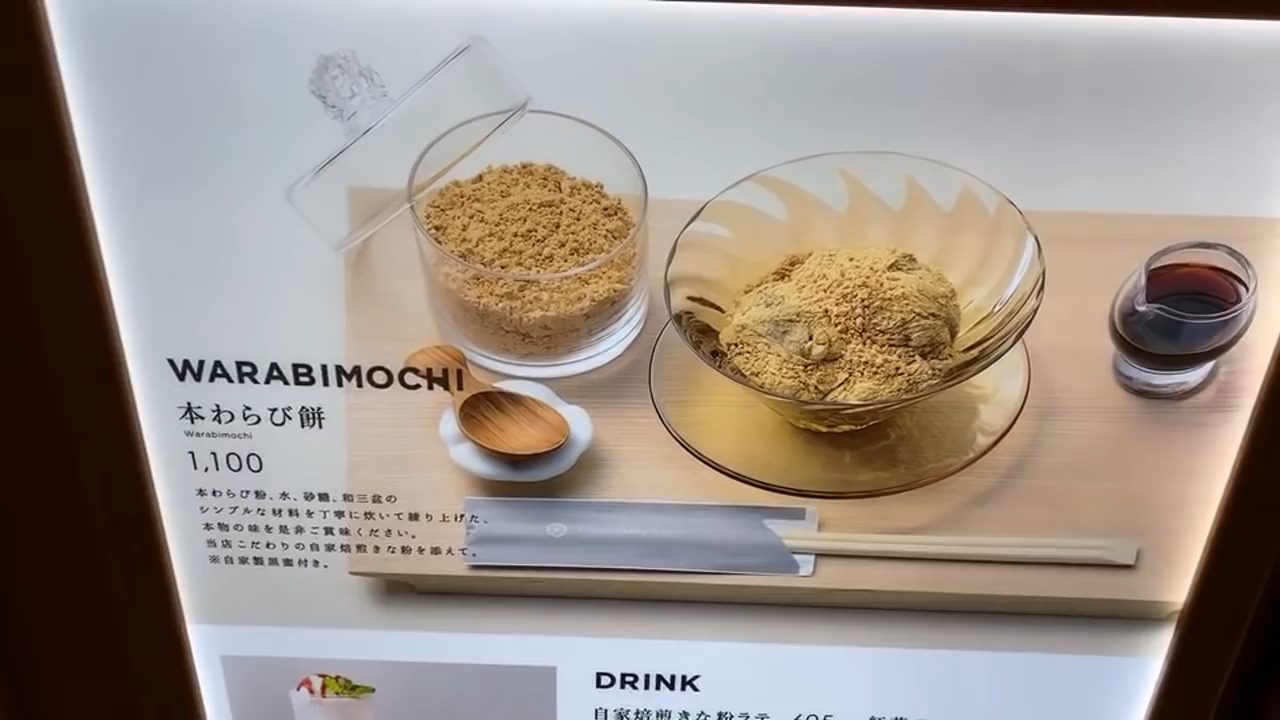 WARABIMOCHI
本わらび餅
Warabimochi
1,100
本わらび粉、水、砂糖、和三盆の
シンプルな材料を丁寧に炊いて練り上げた、
本物の味を是非ご賞味ください。
当店こだわりの自家焙煎きな粉を添えて。
※自家製黒蜜付き。
DRINK
自家焙煎きな粉ラテ